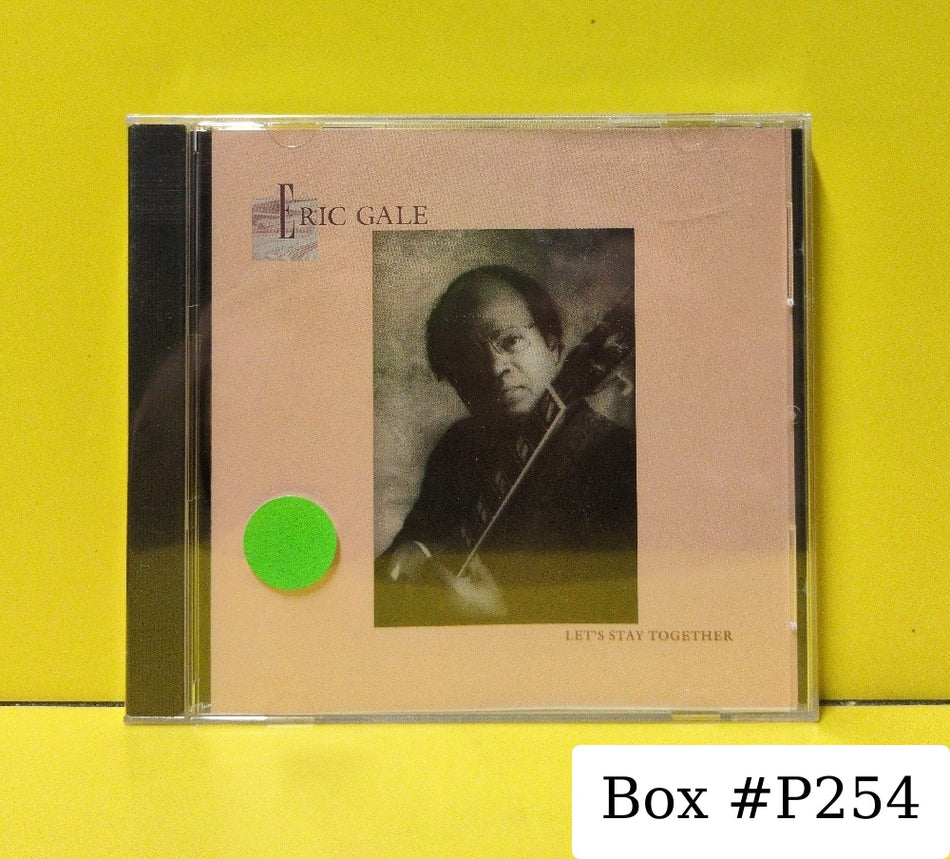 ERIC GALE
LET'S STAY TOGETHER
Box #P254